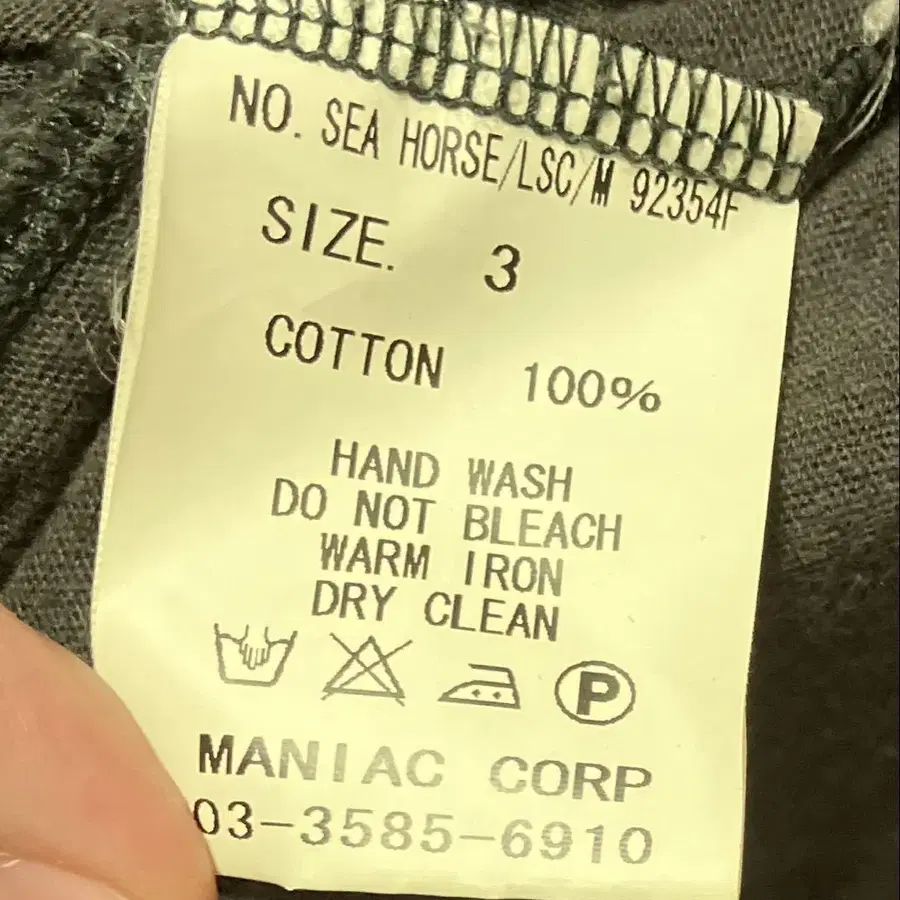 NO. SEA HORSE/LSC/M 92354F
SIZE. 3
COTTON 100%
HAND WASH
DO NOT BLEACH
WARM IRON
DRY CLEAN
P
MANIAC CORP
03-3585-6910